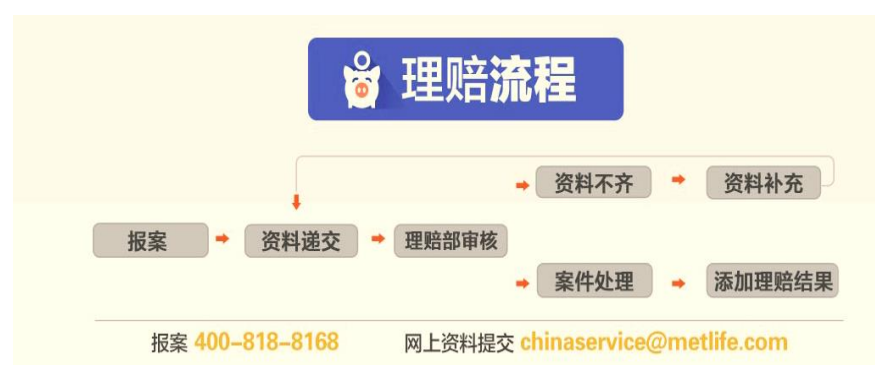 理赔流程
资料不齐 资料补充
报案 资料递交 理赔部审核
案件处理 添加理赔结果
报案 400-818-8168 网上资料提交 chinaservice@metlife.com